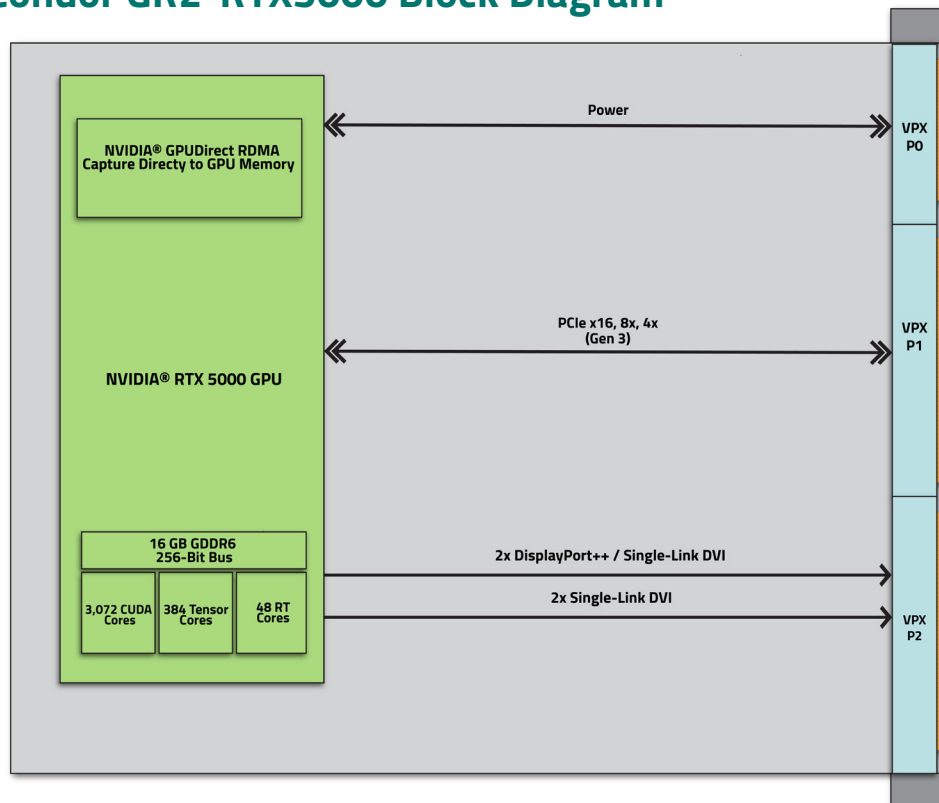 Condor GR2-RTX5000 Block Diagram
NVIDIA® GPUDirect RDMA
Capture Directy to GPU Memory
NVIDIA® RTX 5000 GPU
16 GB GDDR6
256-Bit Bus
3,072 CUDA
Cores
384 Tensor
Cores
48 RT
Cores
Power
PCIe x16, 8x, 4x
(Gen 3)
2x DisplayPort++ / Single-Link DVI
2x Single-Link DVI
VPX
P0
VPX
P1
VPX
P2